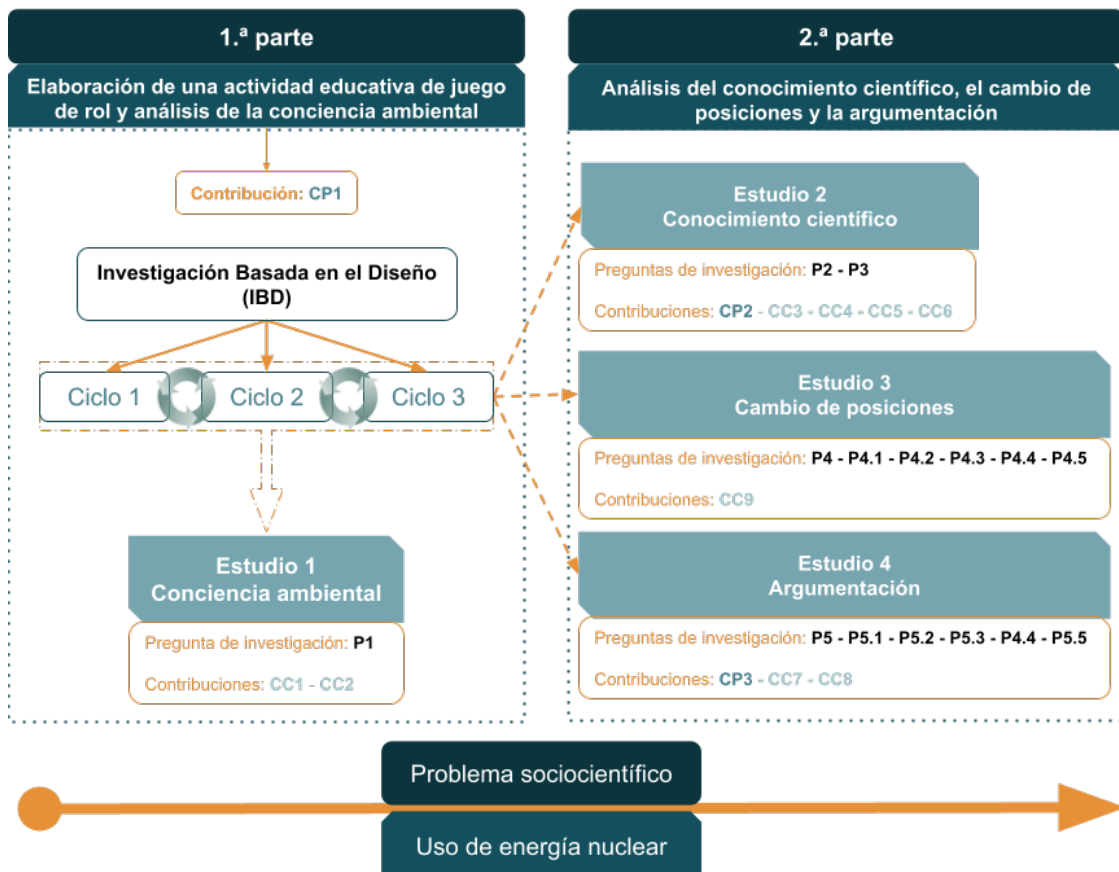 1.ª parte
Elaboración de una actividad educativa de juego
de rol y análisis de la conciencia ambiental
Contribución: CP1
Investigación Basada en el Diseño
(IBD)
Ciclo 1
Ciclo 2
Ciclo 3
Estudio 1
Conciencia ambiental
Pregunta de investigación: P1
Contribuciones: CC1 - CC2
2.ª parte
Análisis del conocimiento científico, el cambio de
posiciones y la argumentación
Estudio 2
Conocimiento científico
Preguntas de investigación: P2 - P3
Contribuciones: CP2 - CC3 - CC4 - CC5 - CC6
Estudio 3
Cambio de posiciones
Preguntas de investigación: P4 - P4.1 - P4.2 - P4.3 - P4.4 - P4.5
Contribuciones: CC9
Estudio 4
Argumentación
Preguntas de investigación: P5 - P5.1 - P5.2 - P5.3 - P4.4 - P5.5
Contribuciones: CP3 - CC7 - CC8
Problema sociocientífico
Uso de energía nuclear